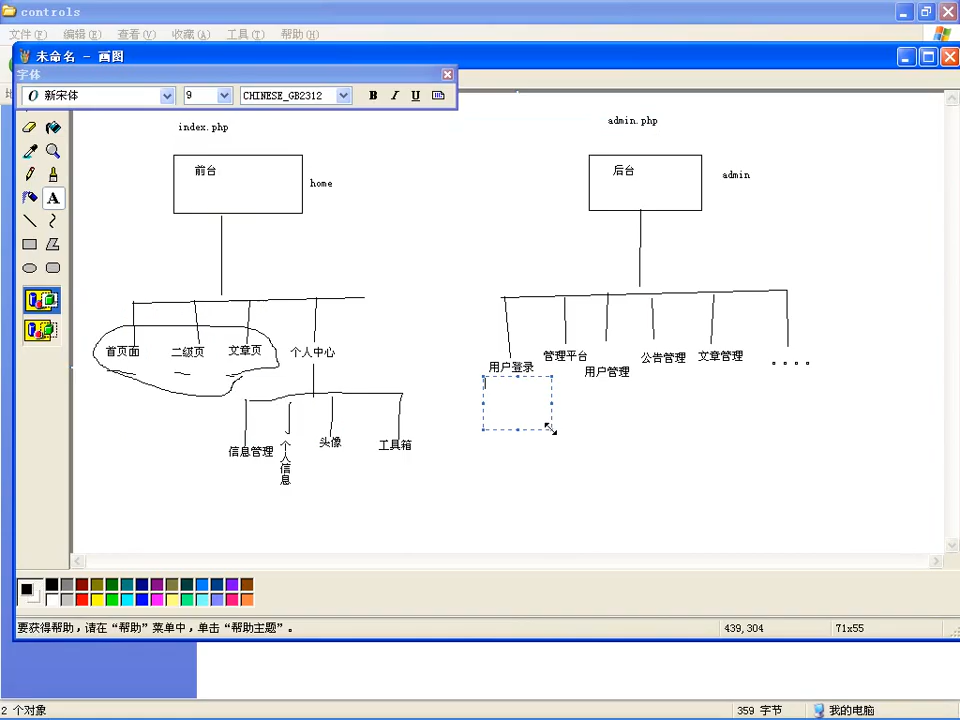 controls
文件(F) 编辑(E) 查看(V) 收藏(A) 工具(T) 帮助(H)
未命名 - 画图
字体
新宋体 9 CHINESE_GB2312 B I U
A
index.php
前台
home
首页面 二级页 文章页 个人中心
信息管理 个人信息 头像 工具箱
admin.php
后台
admin
用户登录 管理平台 用户管理 公告管理 文章管理 ....
要获得帮助，请在“帮助”菜单中，单击“帮助主题”。 439,304 71x55
2 个对象 359 字节 我的电脑